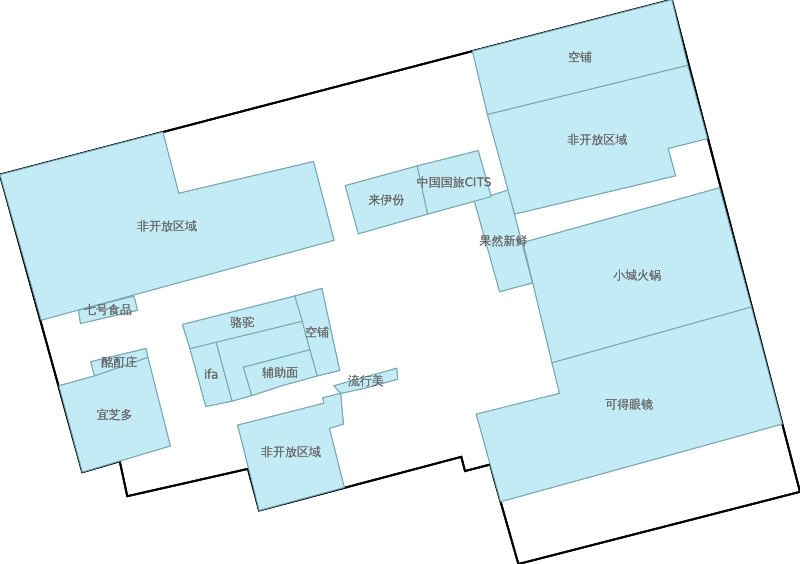 空铺
非开放区域
中国国旅CITS
来伊份
非开放区域
果然新鲜
小城火锅
七号食品
骆驼
空铺
酩酊庄
ifa
辅助面
流行美
可得眼镜
宜芝多
非开放区域